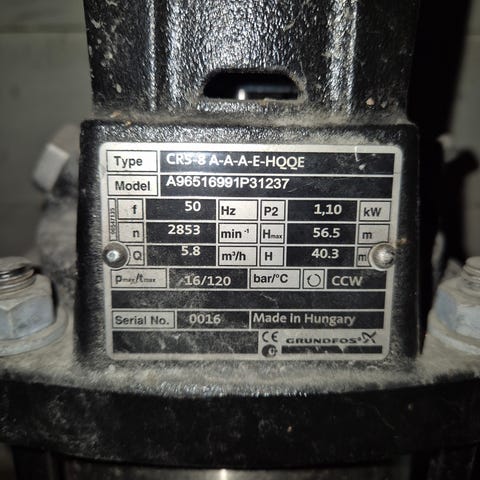 Type CR5-8 A-A-A-E-HQQE
Model A96516991P31237
f 50 Hz P2 1,10 kW
n 2853 min⁻¹ Hmax 56.5 m
Q 5.8 m³/h H 40.3 m
pmax/tmax 16/120 bar/°C CCW
Serial No. 0016 Made in Hungary
CE GRUNDFOS